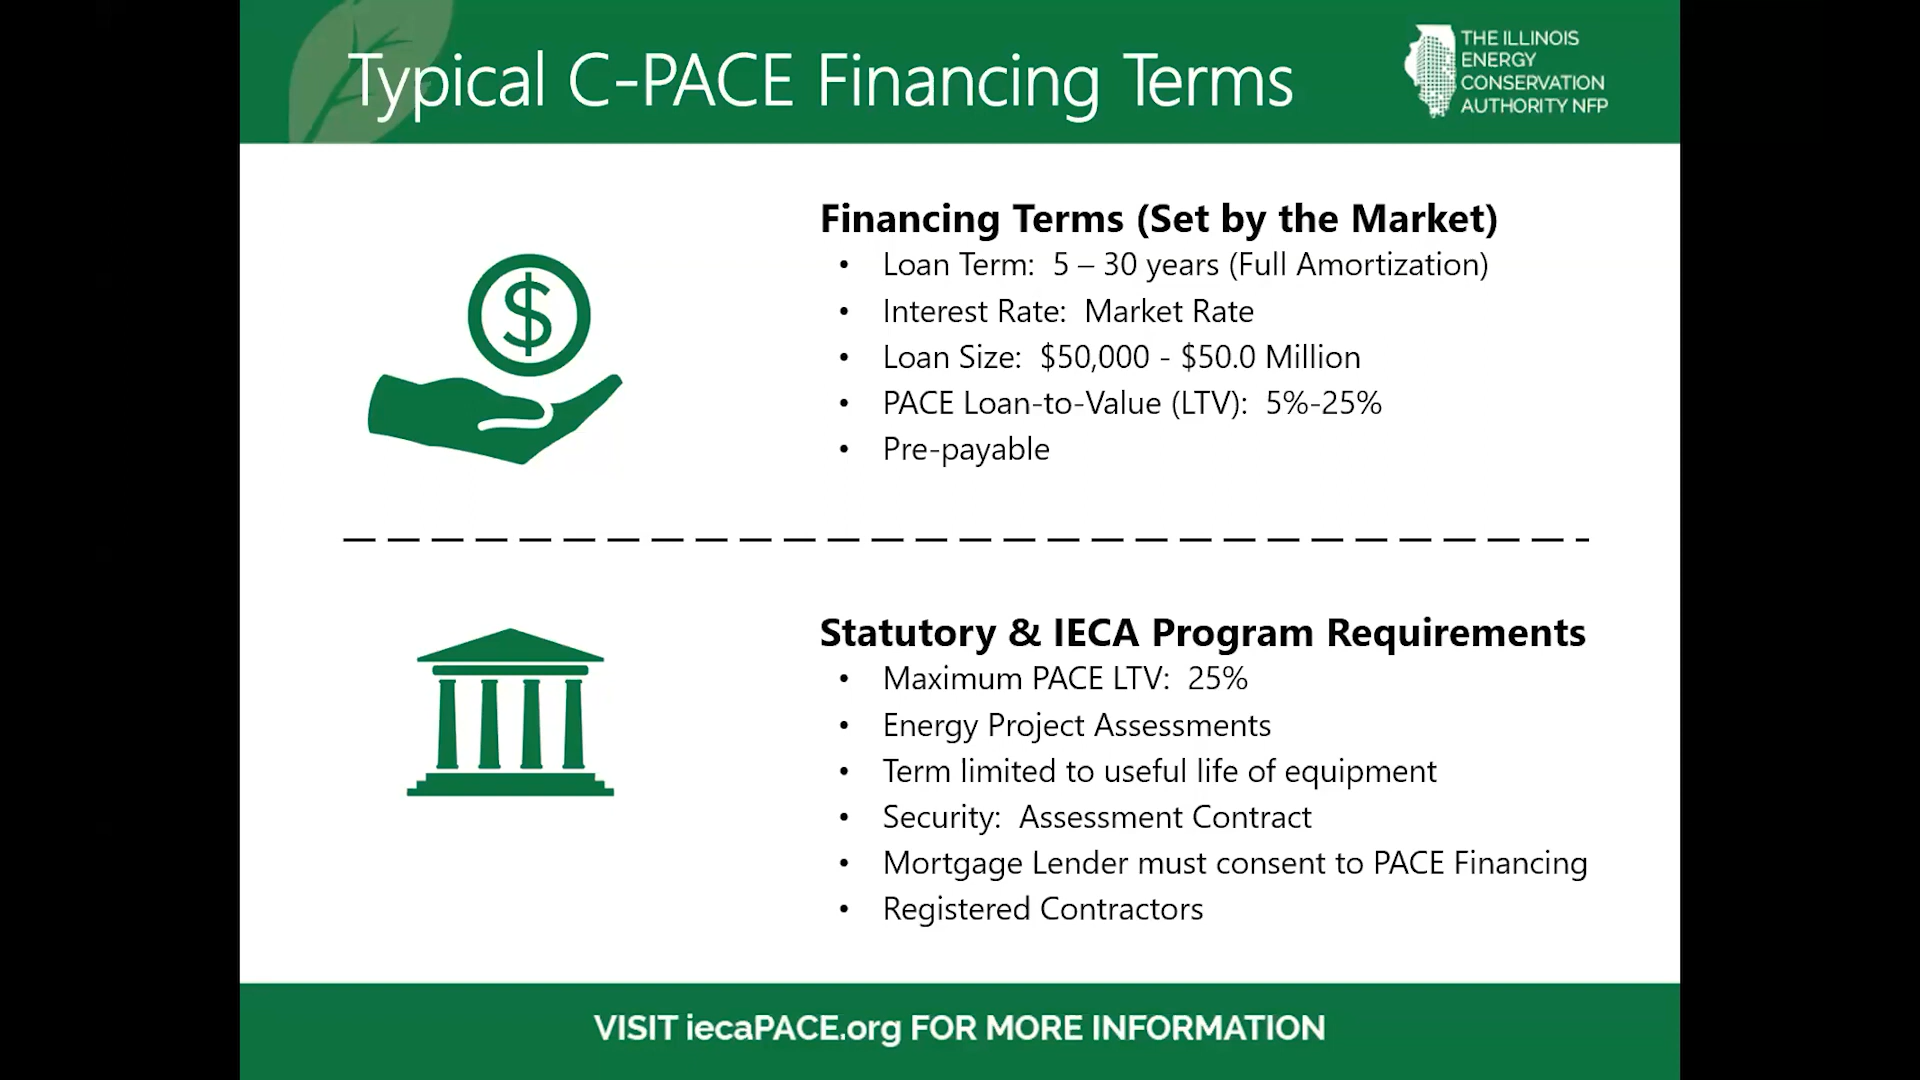 Typical C-PACE Financing Terms
THE ILLINOIS
ENERGY
CONSERVATION
AUTHORITY NFP
Financing Terms (Set by the Market)
• Loan Term: 5 – 30 years (Full Amortization)
• Interest Rate: Market Rate
• Loan Size: $50,000 - $50.0 Million
• PACE Loan-to-Value (LTV): 5%-25%
• Pre-payable
$
Statutory & IECA Program Requirements
• Maximum PACE LTV: 25%
• Energy Project Assessments
• Term limited to useful life of equipment
• Security: Assessment Contract
• Mortgage Lender must consent to PACE Financing
• Registered Contractors
VISIT iecaPACE.org FOR MORE INFORMATION